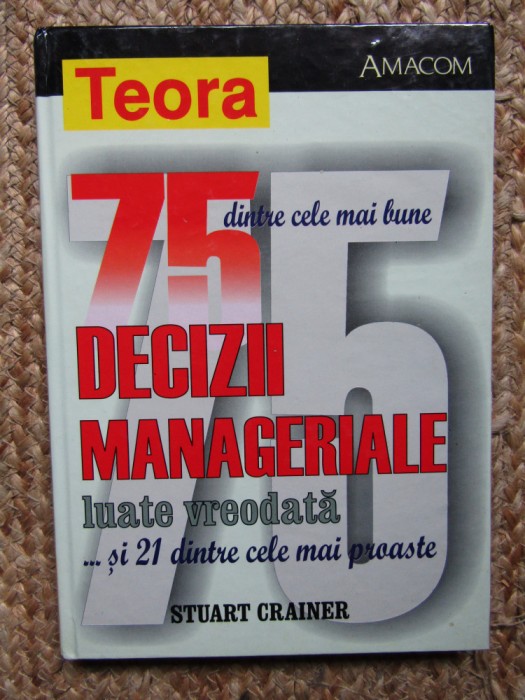 AMACOM
Teora
75
dintre cele mai bune
75
DECIZII
MANAGERIALE
luate vreodată
... și 21 dintre cele mai proaste
STUART CRAINER